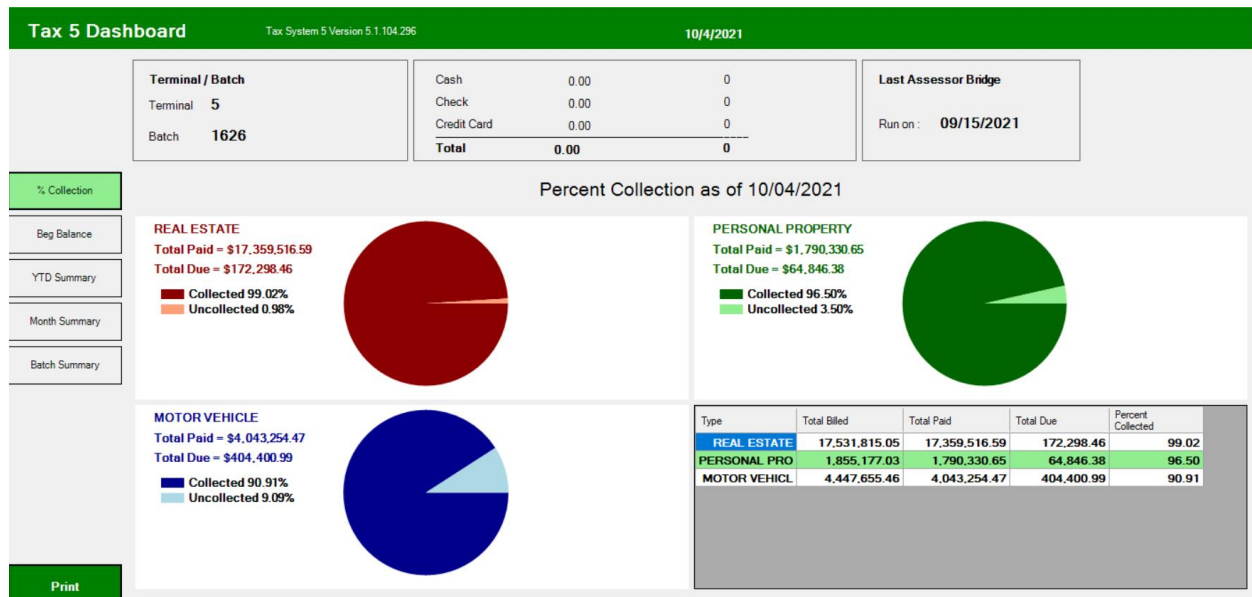 Tax 5 Dashboard Tax System 5 Version 5.1.104.296 10/4/2021
Terminal / Batch
Terminal 5
Batch 1626
Cash 0.00 0
Check 0.00 0
Credit Card 0.00 0
Total 0.00 0
Last Assessor Bridge
Run on : 09/15/2021
% Collection
Beg Balance
YTD Summary
Month Summary
Batch Summary
Print
Percent Collection as of 10/04/2021
REAL ESTATE
Total Paid = $17,359,516.59
Total Due = $172,298.46
Collected 99.02%
Uncollected 0.98%
PERSONAL PROPERTY
Total Paid = $1,790,330.65
Total Due = $64,846.38
Collected 96.50%
Uncollected 3.50%
MOTOR VEHICLE
Total Paid = $4,043,254.47
Total Due = $404,400.99
Collected 90.91%
Uncollected 9.09%
Type Total Billed Total Paid Total Due Percent Collected
REAL ESTATE 17,531,815.05 17,359,516.59 172,298.46 99.02
PERSONAL PRO 1,855,177.03 1,790,330.65 64,846.38 96.50
MOTOR VEHICL 4,447,655.46 4,043,254.47 404,400.99 90.91